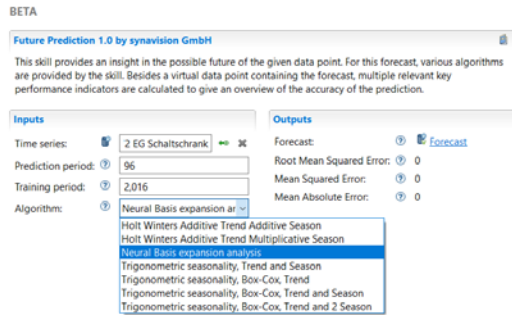 BETA
Future Prediction 1.0 by synavision GmbH
This skill provides an insight in the possible future of the given data point. For this forecast, various algorithms
are provided by the skill. Besides a virtual data point containing the forecast, multiple relevant key
performance indicators are calculated to give an overview of the accuracy of the prediction.
Inputs
Time series: 2 EG Schaltschrank
Prediction period: 96
Training period: 2,016
Algorithm: Neural Basis expansion ar
Holt Winters Additive Trend Additive Season
Holt Winters Additive Trend Multiplicative Season
Neural Basis expansion analysis
Trigonometric seasonality, Trend and Season
Trigonometric seasonality, Box-Cox, Trend
Trigonometric seasonality, Box-Cox, Trend and Season
Trigonometric seasonality, Box-Cox, Trend and 2 Season
Outputs
Forecast: Forecast
Root Mean Squared Error: 0
Mean Squared Error: 0
Mean Absolute Error: 0